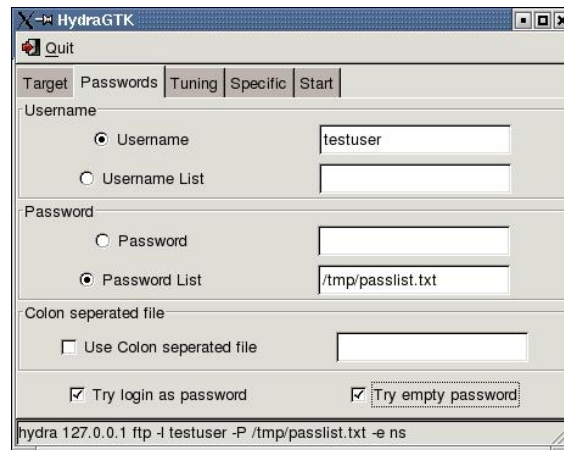 HydraGTK
Quit
Target Passwords Tuning Specific Start
Username
Username testuser
Username List
Password
Password
Password List /tmp/passlist.txt
Colon seperated file
Use Colon seperated file
Try login as password Try empty password
hydra 127.0.0.1 ftp -l testuser -P /tmp/passlist.txt -e ns